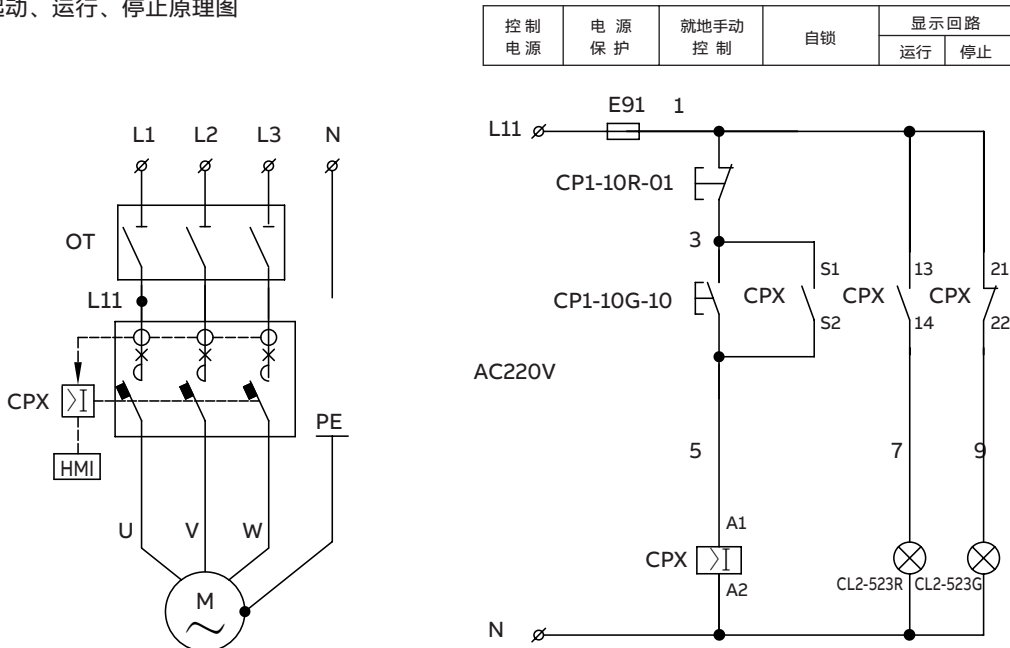 起动、运行、停止原理图
控制
电源
电 源
保 护
就地手动
控 制
自锁
显示回路
运行
停止
L1
L2
L3
N
OT
L11
CPX
HMI
PE
U
V
W
M
E91
1
L11
CP1-10R-01
3
CP1-10G-10
CPX
S1
S2
CPX
13
14
CPX
21
22
AC220V
5
7
9
A1
CPX
A2
CL2-523R
CL2-523G
N